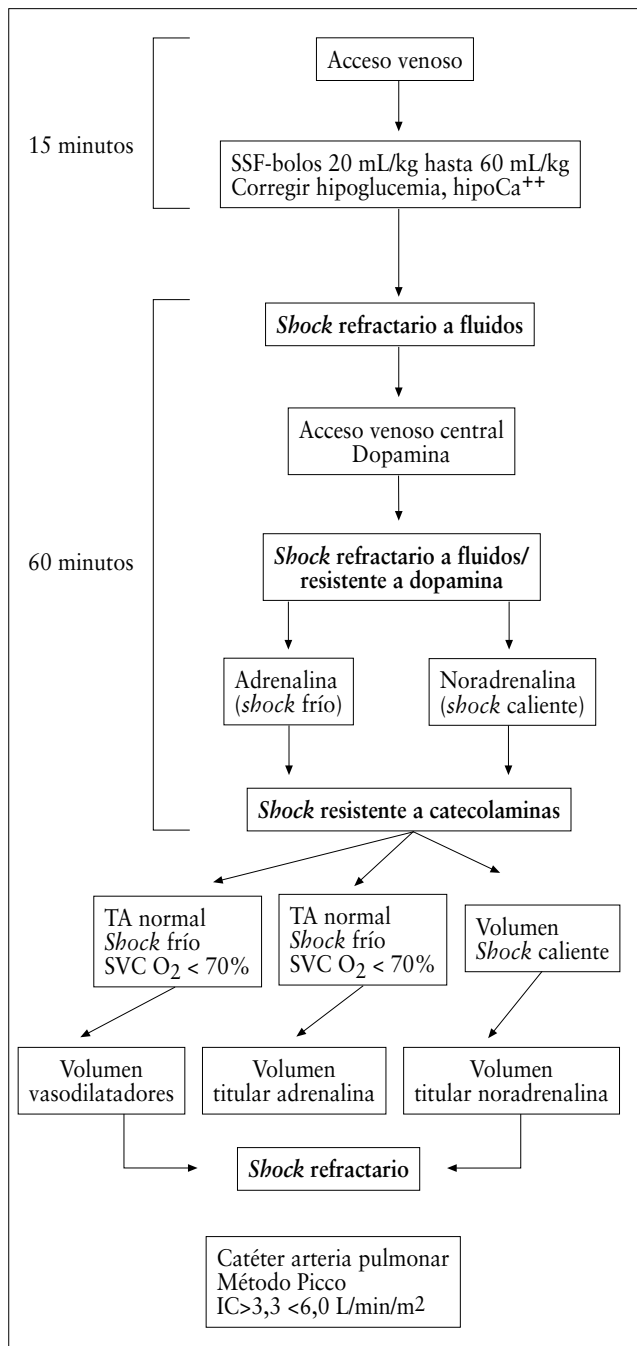 Acceso venoso
15 minutos
SSF-bolos 20 mL/kg hasta 60 mL/kg
Corregir hipoglucemia, hipoCa++
Shock refractario a fluidos
Acceso venoso central
Dopamina
60 minutos
Shock refractario a fluidos/
resistente a dopamina
Adrenalina
(shock frío)
Noradrenalina
(shock caliente)
Shock resistente a catecolaminas
TA normal
Shock frío
SVC O2 < 70%
TA normal
Shock frío
SVC O2 < 70%
Volumen
Shock caliente
Volumen
vasodilatadores
Volumen
titular adrenalina
Volumen
titular noradrenalina
Shock refractario
Catéter arteria pulmonar
Método Picco
IC>3,3 <6,0 L/min/m2